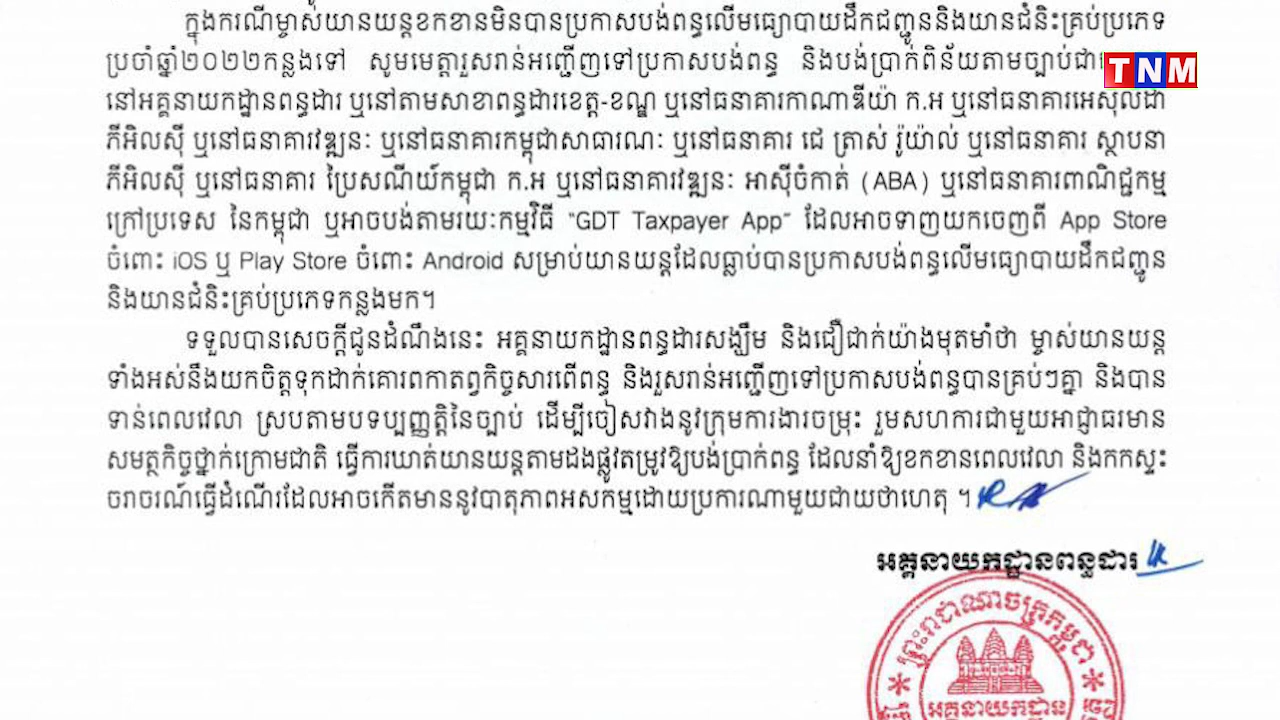 ក្នុងករណីម្ចាស់យានយន្តខកខានមិនបានប្រកាសបង់ពន្ធលើមធ្យោបាយដឹកជញ្ជូននិងយានជំនិះគ្រប់ប្រភេទ
ប្រចាំឆ្នាំ២០២២កន្លងទៅ សូមមេត្តារួសរាន់អញ្ជើញទៅប្រកាសបង់ពន្ធ និងបង់ប្រាក់ពិន័យតាមច្បាប់ជា
TNM
នៅអគ្គនាយកដ្ឋានពន្ធដារ ឬនៅតាមសាខាពន្ធដារខេត្ត-ខណ្ឌ ឬនៅធនាគារកាណាឌីយ៉ា ក.អ ឬនៅធនាគារអេស៊ីលីដា
ភីអិលស៊ី ឬនៅធនាគារវឌ្ឍនៈ ឬនៅធនាគារកម្ពុជាសាធារណៈ ឬនៅធនាគារ ជេ ត្រាស់ រ៉ូយ៉ាល់ ឬនៅធនាគារ ស្ថាបនា
ភីអិលស៊ី ឬនៅធនាគារ ប្រៃសណីយ៍កម្ពុជា ក.អ ឬនៅធនាគារវឌ្ឍនៈ អាស៊ីចំកាត់ (ABA) ឬនៅធនាគារពាណិជ្ជកម្ម
ក្រៅប្រទេស នៃកម្ពុជា ឬអាចបង់តាមរយៈកម្មវិធី "GDT Taxpayer App" ដែលអាចទាញយកចេញពី App Store
ចំពោះ iOS ឬ Play Store ចំពោះ Android សម្រាប់យានយន្តដែលធ្លាប់បានប្រកាសបង់ពន្ធលើមធ្យោបាយដឹកជញ្ជូន
និងយានជំនិះគ្រប់ប្រភេទកន្លងមក។
ទទួលបានសេចក្តីជូនដំណឹងនេះ អគ្គនាយកដ្ឋានពន្ធដារសង្ឃឹម និងជឿជាក់យ៉ាងមុតមាំថា ម្ចាស់យានយន្ត
ទាំងអស់នឹងយកចិត្តទុកដាក់គោរពកាតព្វកិច្ចសារពើពន្ធ និងរួសរាន់អញ្ជើញទៅប្រកាសបង់ពន្ធបានគ្រប់ៗគ្នា និងបាន
ទាន់ពេលវេលា ស្របតាមបទប្បញ្ញត្តិនៃច្បាប់ ដើម្បីចៀសវាងនូវក្រុមការងារចម្រុះ រួមសហការជាមួយអាជ្ញាធរមាន
សមត្ថកិច្ចថ្នាក់ក្រោមជាតិ ធ្វើការឃាត់យានយន្តតាមដងផ្លូវតម្រូវឱ្យបង់ប្រាក់ពន្ធ ដែលនាំឱ្យខកខានពេលវេលា និងកកស្ទះ
ចរាចរណ៍ធ្វើដំណើរដែលអាចកើតមាននូវបាតុភាពអសកម្មដោយប្រការណាមួយជាយថាហេតុ ។
អគ្គនាយកដ្ឋានពន្ធដារ
ព្រះរាជាណាចក្រកម្ពុជា
អគ្គនាយកដ្ឋាន